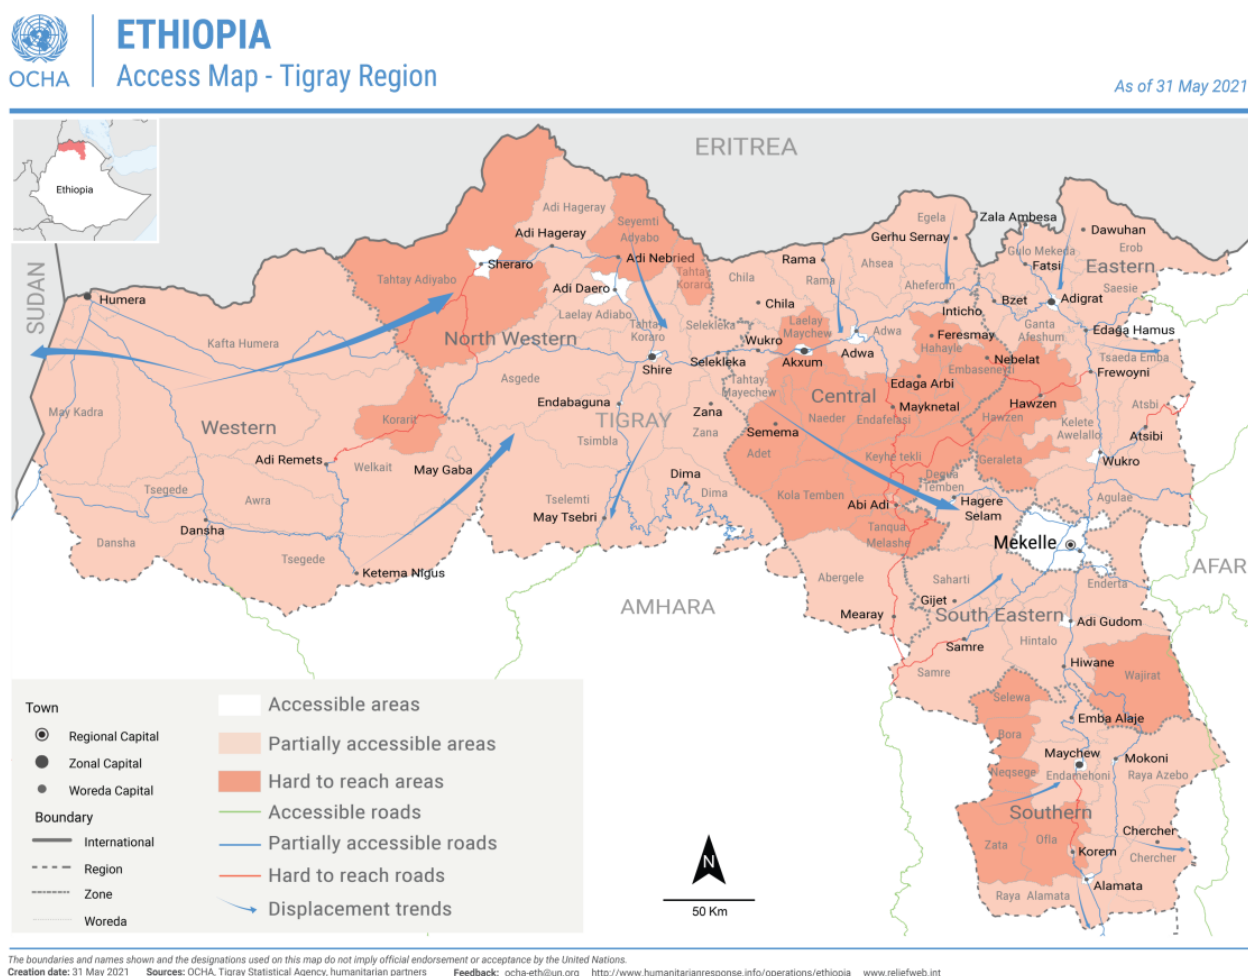 OCHA
ETHIOPIA
Access Map - Tigray Region
As of 31 May 2021
Ethiopia
ERITREA
SUDAN
AMHARA
AFAR
TIGRAY
Western
North Western
Central
Eastern
South Eastern
Southern
Humera
Kafta Humera
May Kadra
Korarit
Adi Remets
Welkait
May Gaba
Tsegede
Awra
Dansha
Dansha
Tsegede
Ketema Nigus
Tahtay Adiyabo
Sheraro
Adi Hageray
Adi Hageray
Seyemti
Adyabo
Adi Nebried
Tahtay
Koraro
Adi Daero
Laelay Adiabo
Tahtay
Koraro
Shire
Asgede
Endabaguna
Tsimbla
Tselemti
May Tsebri
Zana
Zana
Dima
Dima
Selekleka
Selekleka
Chila
Chila
Wukro
Tahtay
Mayechew
Laelay
Maychew
Akxum
Rama
Rama
Ahsea
Adwa
Adwa
Egela
Gerhu Sernay
Aheferom
Inticho
Feresmay
Hahayle
Nebelat
Embaseneyti
Edaga Arbi
Mayknetal
Naeder
Endafelasi
Semema
Adet
Keyhe tekli
Kola Temben
Abi Adi
Degua
Temben
Tanqua
Melashe
Abergele
Mearay
Zala Ambesa
Gulo Mekeda
Fatsi
Dawuhan
Erob
Saesie
Bzet
Adigrat
Ganta
Afeshum
Edaga Hamus
Tsaeda Emba
Frewoyni
Hawzen
Hawzen
Geraleta
Kelete
Awelallo
Atsbi
Atsibi
Wukro
Agulae
Hagere
Selam
Mekelle
Enderta
Saharti
Gijet
Samre
Samre
Adi Gudom
Hintalo
Hiwane
Wajirat
Selewa
Bora
Neqsege
Emba Alaje
Maychew
Endamehoni
Mokoni
Raya Azebo
Zata
Ofla
Korem
Chercher
Chercher
Alamata
Raya Alamata
Town
Regional Capital
Zonal Capital
Woreda Capital
Boundary
International
Region
Zone
Woreda
Accessible areas
Partially accessible areas
Hard to reach areas
Accessible roads
Partially accessible roads
Hard to reach roads
Displacement trends
N
50 Km
The boundaries and names shown and the designations used on this map do not imply official endorsement or acceptance by the United Nations.
Creation date: 31 May 2021 Sources: OCHA, Tigray Statistical Agency, humanitarian partners Feedback: ocha-eth@un.org http://www.humanitarianresponse.info/operations/ethiopia www.reliefweb.int